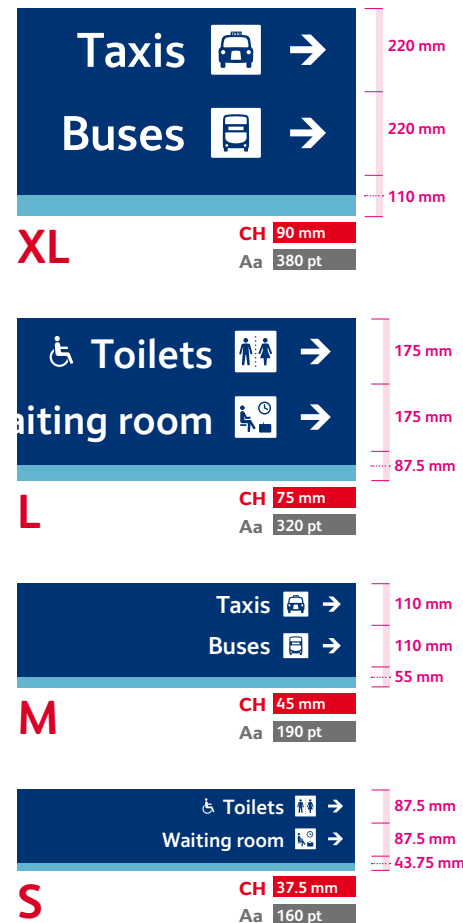 Taxis
220 mm
Buses
220 mm
110 mm
XL
CH 90 mm
Aa 380 pt
Toilets
175 mm
aiting room
175 mm
87.5 mm
L
CH 75 mm
Aa 320 pt
Taxis
110 mm
Buses
110 mm
55 mm
M
CH 45 mm
Aa 190 pt
Toilets
87.5 mm
Waiting room
87.5 mm
43.75 mm
S
CH 37.5 mm
Aa 160 pt